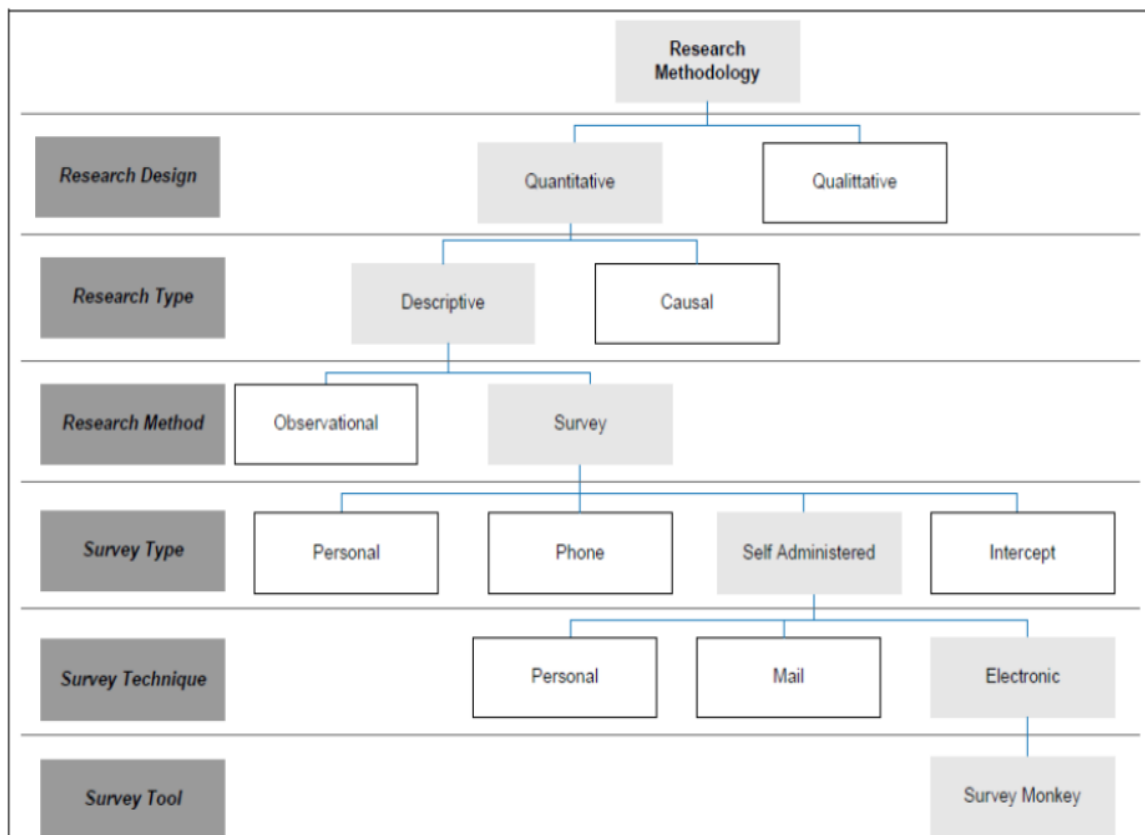 Research
Methodology
Research Design
Quantitative
Qualittative
Research Type
Descriptive
Causal
Research Method
Observational
Survey
Survey Type
Personal
Phone
Self Administered
Intercept
Survey Technique
Personal
Mail
Electronic
Survey Tool
Survey Monkey